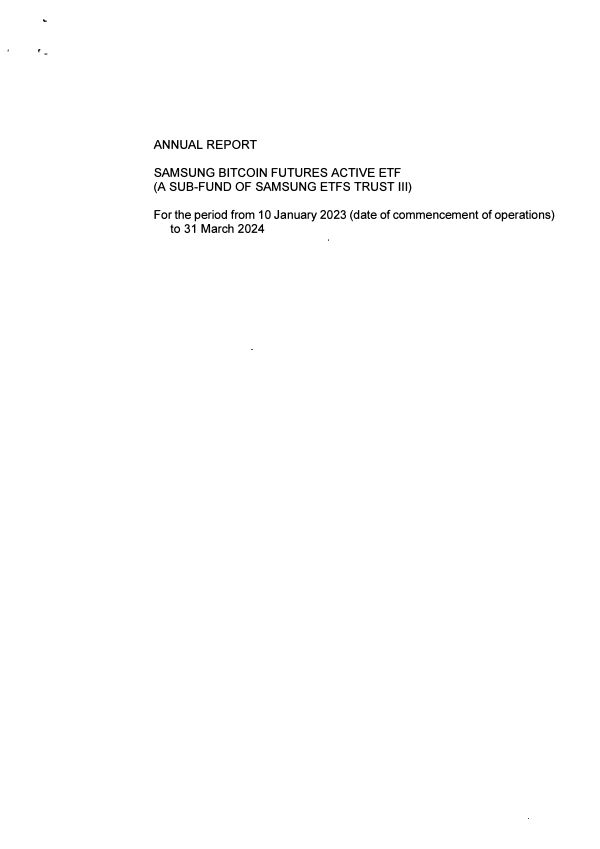 ANNUAL REPORT
SAMSUNG BITCOIN FUTURES ACTIVE ETF
(A SUB-FUND OF SAMSUNG ETFS TRUST III)
For the period from 10 January 2023 (date of commencement of operations)
to 31 March 2024